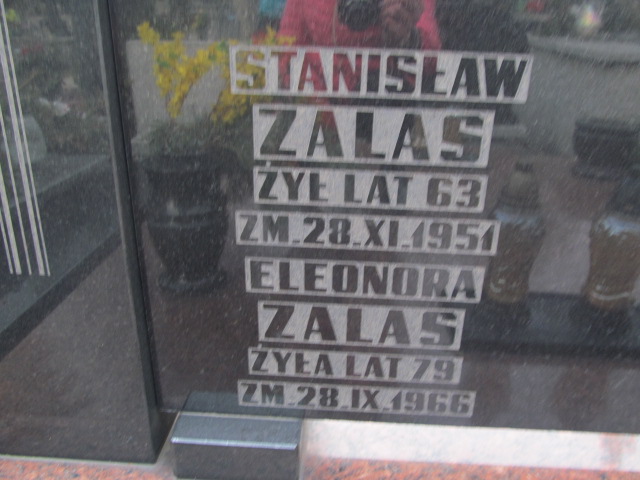 STANISŁAW
ZALAS
ŻYŁ LAT 63
ZM. 28.XI.1951
ELEONORA
ZALAS
ŻYŁA LAT 79
ZM. 28.IX.1966